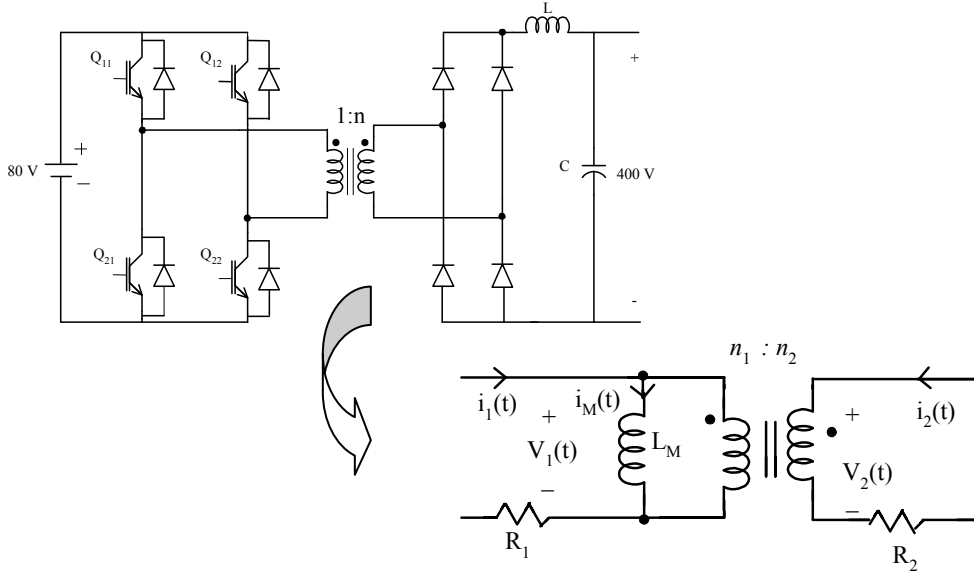 L
Q11
Q12
+
1:n
80 V
+
−
C
400 V
Q21
Q22
-
n1 : n2
i1(t)
iM(t)
i2(t)
+
+
V1(t)
LM
V2(t)
−
−
R1
R2